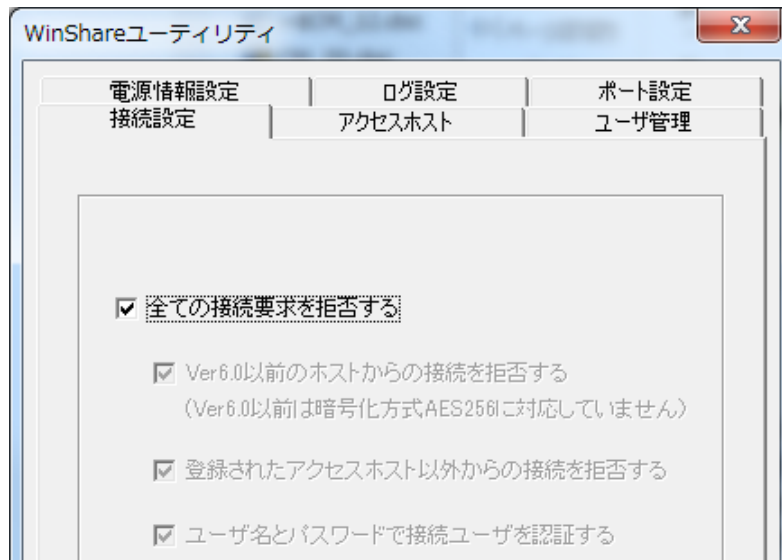 WinShareユーティリティ
電源情報設定 ログ設定 ポート設定
接続設定 アクセスホスト ユーザ管理
全ての接続要求を拒否する
Ver6.0以前のホストからの接続を拒否する
(Ver6.0以前は暗号化方式AES256に対応していません)
登録されたアクセスホスト以外からの接続を拒否する
ユーザ名とパスワードで接続ユーザを認証する